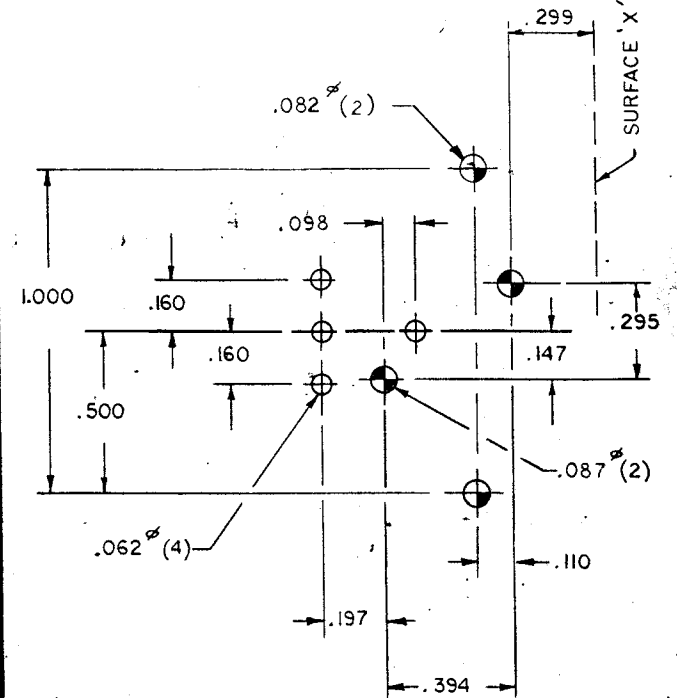 .299
SURFACE 'X'
.082 ⌀ (2)
.098
1.000
.160
.295
.160
.147
.500
.087 ⌀ (2)
.062 ⌀ (4)
.110
.197
.394